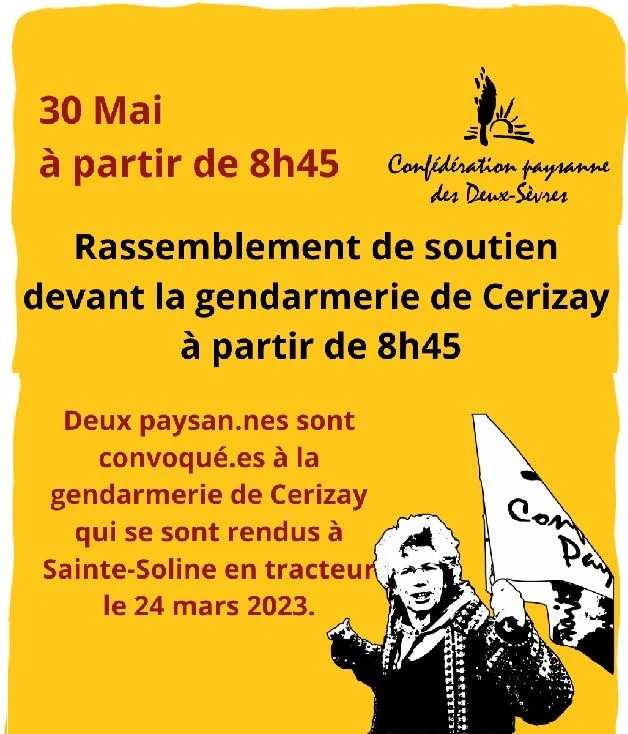 30 Mai
à partir de 8h45
Confédération paysanne
des Deux-Sèvres
Rassemblement de soutien
devant la gendarmerie de Cerizay
à partir de 8h45
Deux paysan.nes sont
convoqué.es à la
gendarmerie de Cerizay
qui se sont rendus à
Sainte-Soline en tracteur
le 24 mars 2023.
Con
Pay